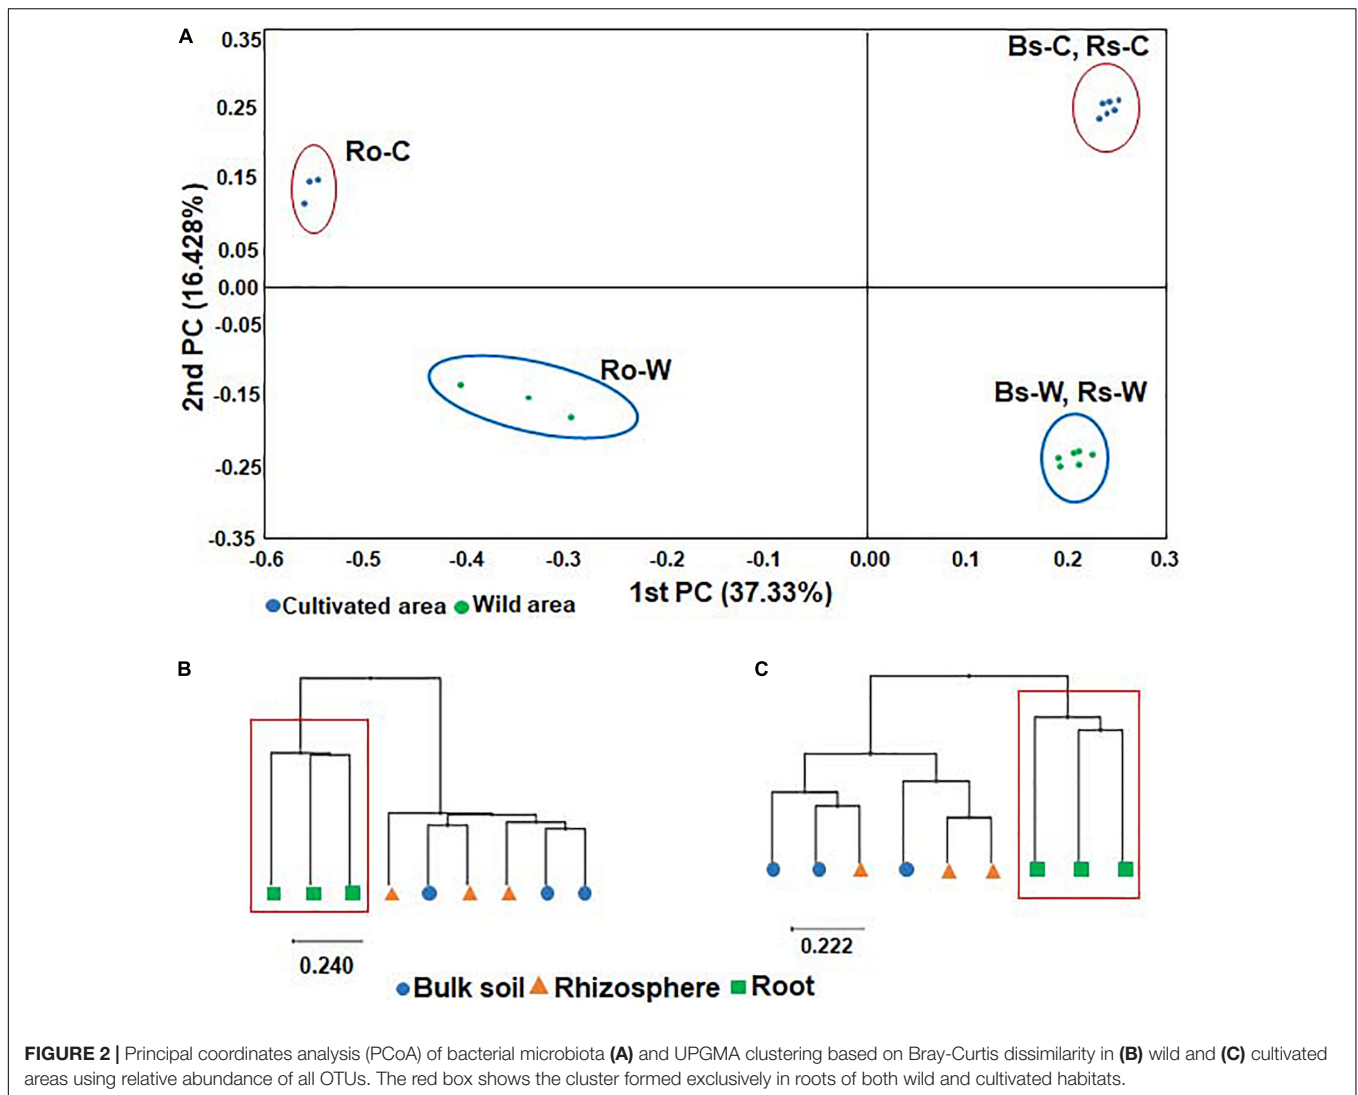 A
0.35
Bs-C, Rs-C
0.25
Ro-C
0.15
0.05
0.00
-0.05
Ro-W
-0.15
Bs-W, Rs-W
-0.25
-0.35
2nd PC (16.428%)
-0.6 -0.5 -0.4 -0.3 -0.2 -0.1 0.00 0.1 0.2 0.3
1st PC (37.33%)
Cultivated area Wild area
B
C
0.240
0.222
Bulk soil Rhizosphere Root
FIGURE 2 | Principal coordinates analysis (PCoA) of bacterial microbiota (A) and UPGMA clustering based on Bray-Curtis dissimilarity in (B) wild and (C) cultivated
areas using relative abundance of all OTUs. The red box shows the cluster formed exclusively in roots of both wild and cultivated habitats.